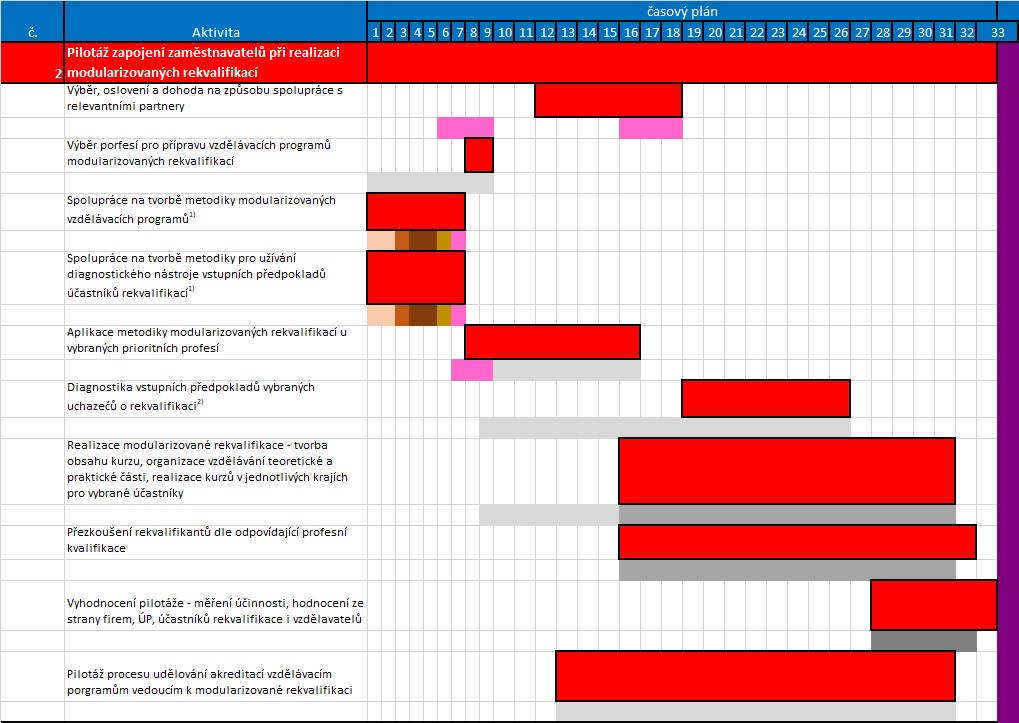 časový plán
č. Aktivita 1 2 3 4 5 6 7 8 9 10 11 12 13 14 15 16 17 18 19 20 21 22 23 24 25 26 27 28 29 30 31 32 33
Pilotáž zapojení zaměstnavatelů při realizaci
2 modularizovaných rekvalifikací
Výběr, oslovení a dohoda na způsobu spolupráce s
relevantními partnery
Výběr porfesí pro přípravu vzdělávacích programů
modularizovaných rekvalifikací
Spolupráce na tvorbě metodiky modularizovaných
vzdělávacích programů1)
Spolupráce na tvorbě metodiky pro užívání
diagnostického nástroje vstupních předpokladů
účastníků rekvalifikací1)
Aplikace metodiky modularizovaných rekvalifikací u
vybraných prioritních profesí
Diagnostika vstupních předpokladů vybraných
uchazečů o rekvalifikaci2)
Realizace modularizované rekvalifikace - tvorba
obsahu kurzu, organizace vzdělávání teoretické a
praktické části, realizace kurzů v jednotlivých krajích
pro vybrané účastníky
Přezkoušení rekvalifikantů dle odpovídající profesní
kvalifikace
Vyhodnocení pilotáže - měření účinnosti, hodnocení ze
strany firem, ÚP, účastníků rekvalifikace i vzdělavatelů
Pilotáž procesu udělování akreditací vzdělávacím
porgramům vedoucím k modularizované rekvalifikaci